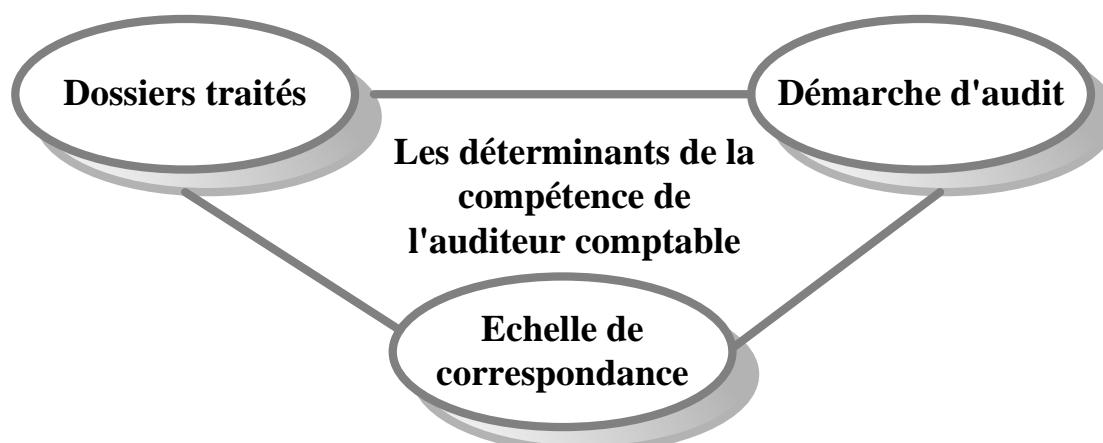 Dossiers traités
Démarche d'audit
Les déterminants de la
compétence de
l'auditeur comptable
Echelle de
correspondance